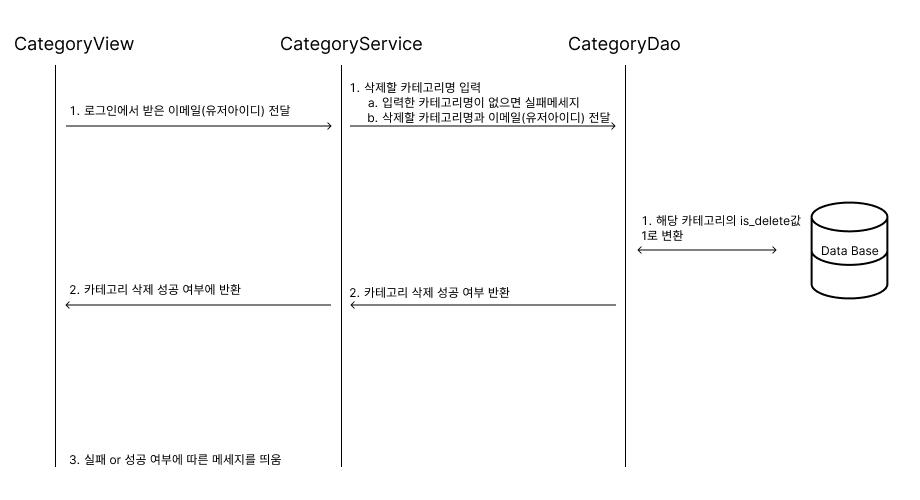 CategoryView
CategoryService
CategoryDao
1. 로그인에서 받은 이메일(유저아이디) 전달
1. 삭제할 카테고리명 입력
a. 입력한 카테고리명이 없으면 실패메세지
b. 삭제할 카테고리명과 이메일(유저아이디) 전달
1. 해당 카테고리의 is_delete값
1로 변환
Data Base
2. 카테고리 삭제 성공 여부에 반환
2. 카테고리 삭제 성공 여부 반환
3. 실패 or 성공 여부에 따른 메세지를 띄움